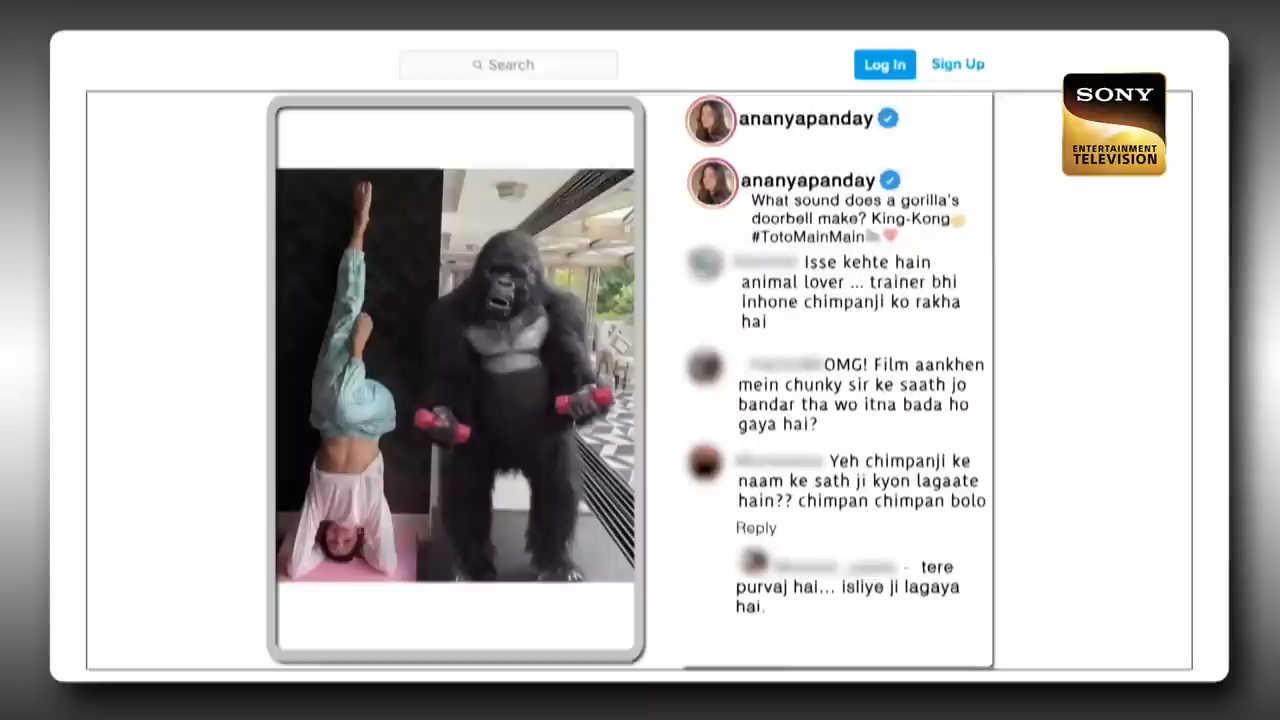 Search
Log In
Sign Up
SONY
ENTERTAINMENT
TELEVISION
ananyapanday
ananyapanday
What sound does a gorilla's
doorbell make? King-Kong
#TotoMainMain
Isse kehte hain
animal lover ... trainer bhi
inhone chimpanji ko rakha
hai
OMG! Film aankhen
mein chunky sir ke saath jo
bandar tha wo itna bada ho
gaya hai?
Yeh chimpanji ke
naam ke sath ji kyon lagaate
hain?? chimpan chimpan bolo
Reply
- tere
purvaj hai... isliye ji lagaya
hai.